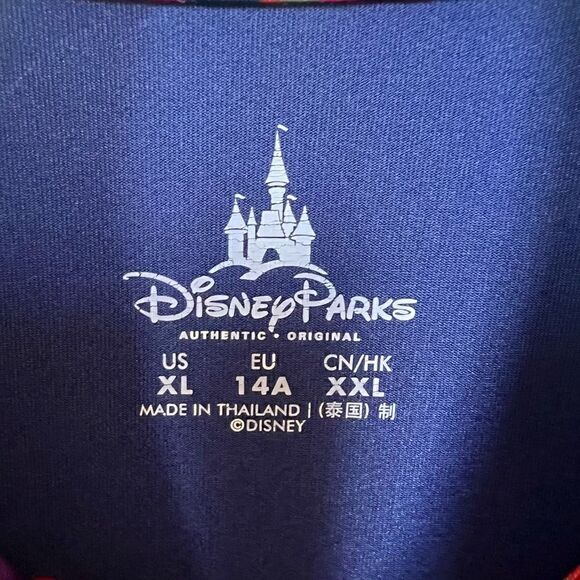 Disney Parks
AUTHENTIC • ORIGINAL
US EU CN/HK
XL 14A XXL
MADE IN THAILAND | (泰国) 制
©DISNEY